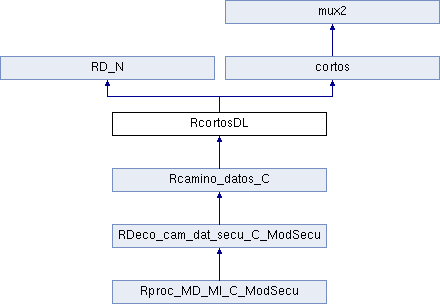 mux2
RD_N
cortos
RcortosDL
Rcamino_datos_C
RDeco_cam_dat_secu_C_ModSecu
Rproc_MD_MI_C_ModSecu